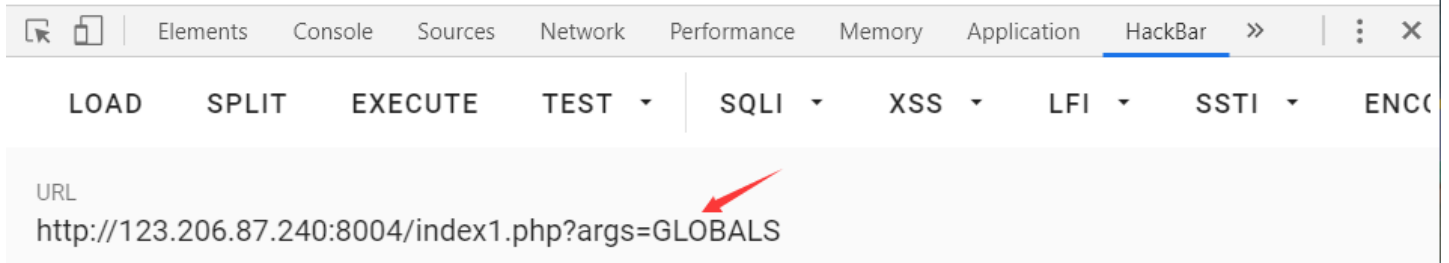 Elements Console Sources Network Performance Memory Application HackBar »
LOAD SPLIT EXECUTE TEST SQLI XSS LFI SSTI ENCO
URL
http://123.206.87.240:8004/index1.php?args=GLOBALS